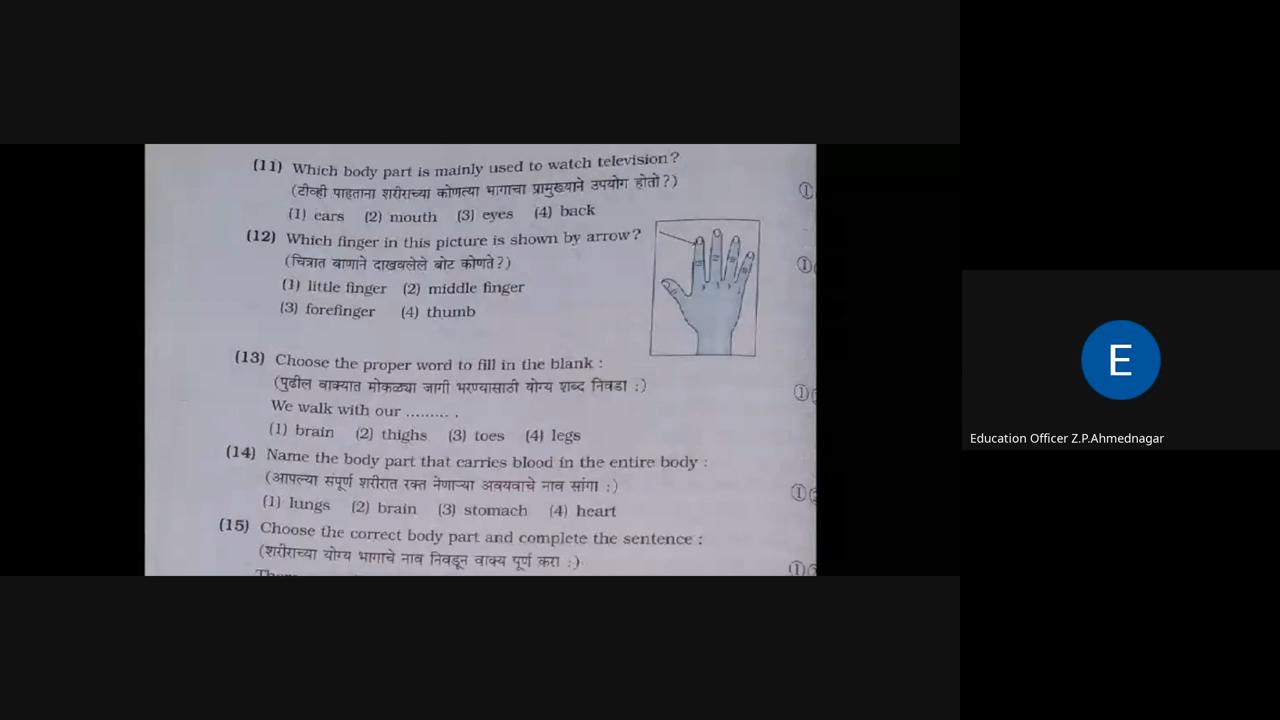 (11) Which body part is mainly used to watch television?
(टीव्ही पाहताना शरीराच्या कोणत्या भागाचा प्रामुख्याने उपयोग होतो?)
(1) ears (2) mouth (3) eyes (4) back
①
(12) Which finger in this picture is shown by arrow?
(चित्रात बाणाने दाखवलेले बोट कोणते?)
①
(1) little finger (2) middle finger
(3) forefinger (4) thumb
(13) Choose the proper word to fill in the blank :
(पुढील वाक्यात मोकळ्या जागी भरण्यासाठी योग्य शब्द निवडा :)
①
We walk with our ......... .
(1) brain (2) thighs (3) toes (4) legs
(14) Name the body part that carries blood in the entire body :
(आपल्या संपूर्ण शरीरात रक्त नेणाऱ्या अवयवाचे नाव सांगा :)
①
(1) lungs (2) brain (3) stomach (4) heart
(15) Choose the correct body part and complete the sentence :
(शरीराच्या योग्य भागाचे नाव निवडून वाक्य पूर्ण करा :)
①
E
Education Officer Z.P.Ahmednagar